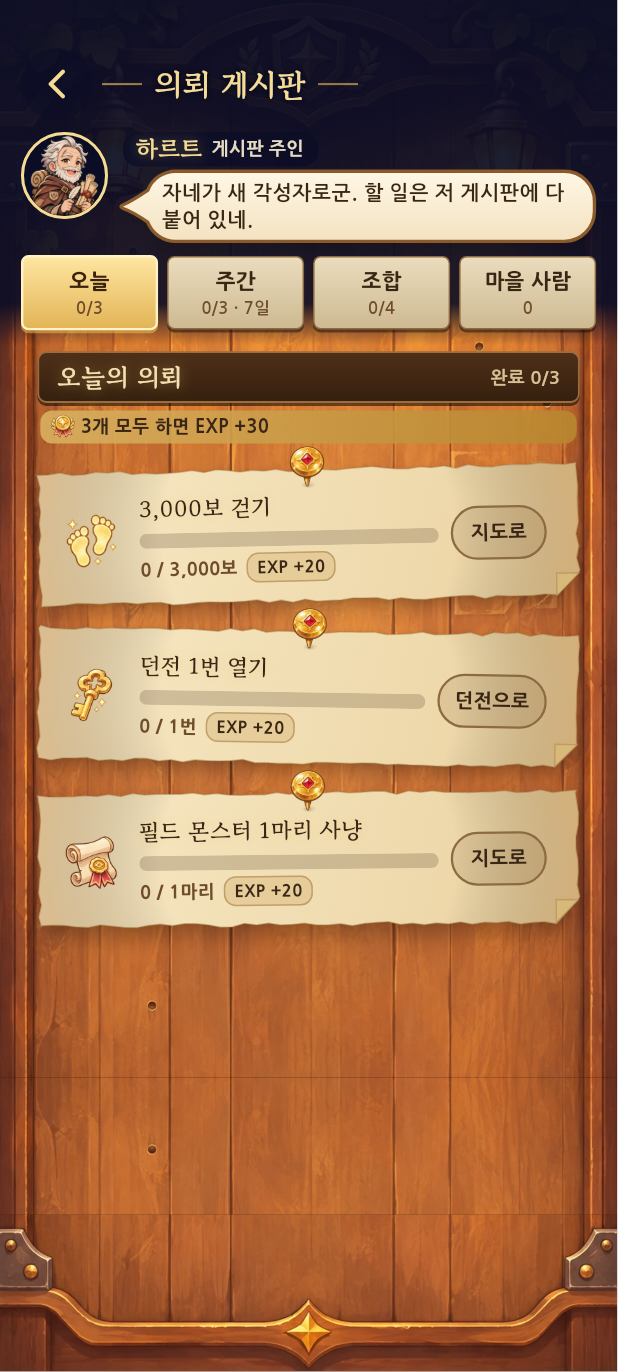 의뢰 게시판
하르트 게시판 주인
자네가 새 각성자로군. 할 일은 저 게시판에 다
붙어 있네.
오늘
0/3
주간
0/3 · 7일
조합
0/4
마을 사람
0
오늘의 의뢰
완료 0/3
3개 모두 하면 EXP +30
3,000보 걷기
0 / 3,000보
EXP +20
지도로
던전 1번 열기
0 / 1번
EXP +20
던전으로
필드 몬스터 1마리 사냥
0 / 1마리
EXP +20
지도로